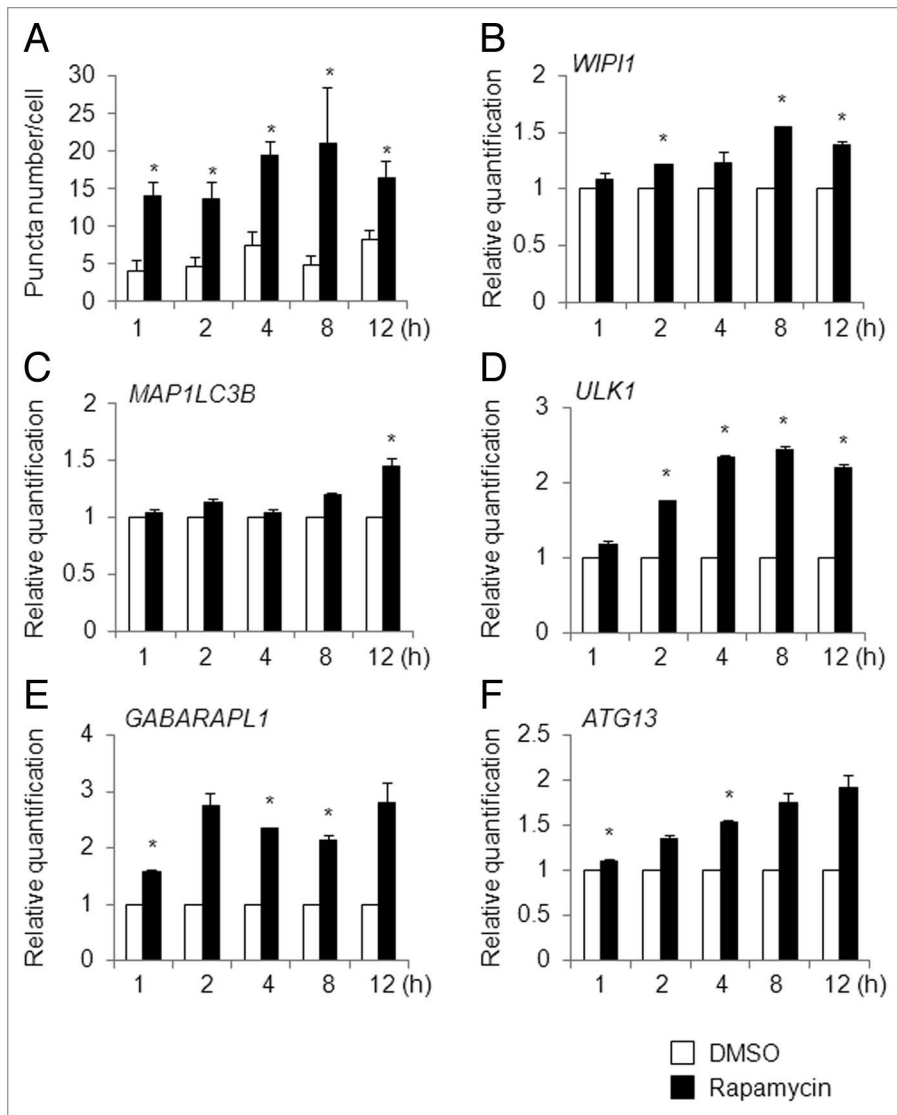 A
Puncta number/cell
30
25
20
15
10
5
0
* * * * *
1 2 4 8 12 (h)
B
WIPI1
Relative quantification
2
1.5
1
0.5
0
* * *
1 2 4 8 12 (h)
C
MAP1LC3B
Relative quantification
2
1.5
1
0.5
0
*
1 2 4 8 12 (h)
D
ULK1
Relative quantification
3
2
1
0
* * * *
1 2 4 8 12 (h)
E
GABARAPL1
Relative quantification
4
3
2
1
0
* * *
1 2 4 8 12 (h)
F
ATG13
Relative quantification
2.5
2
1.5
1
0.5
0
* *
1 2 4 8 12 (h)
DMSO
Rapamycin